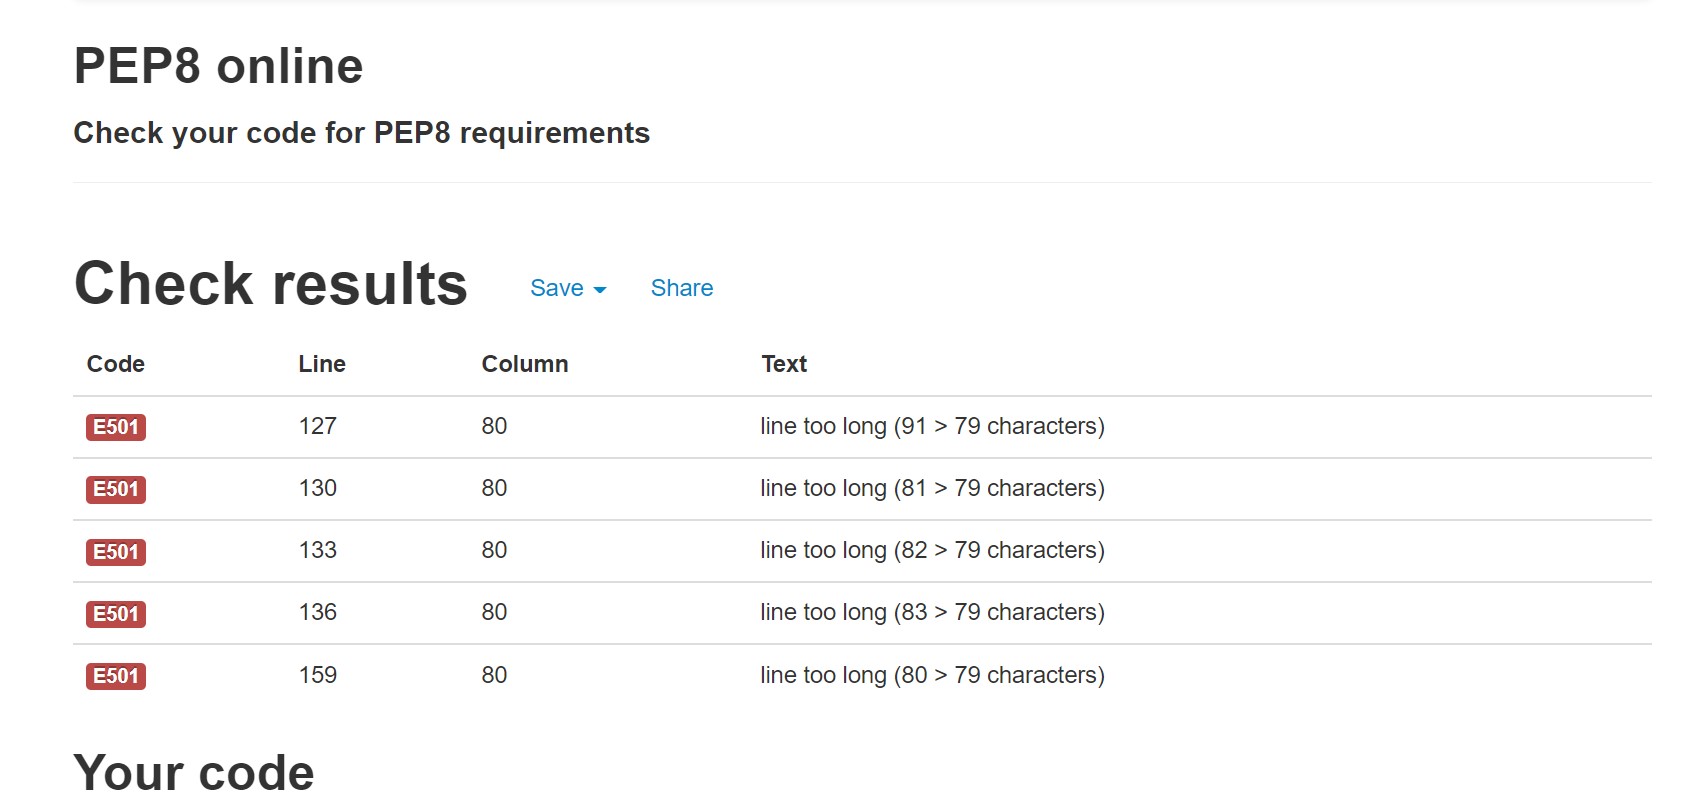 PEP8 online
Check your code for PEP8 requirements
Check results Save Share
Code Line Column Text
E501 127 80 line too long (91 > 79 characters)
E501 130 80 line too long (81 > 79 characters)
E501 133 80 line too long (82 > 79 characters)
E501 136 80 line too long (83 > 79 characters)
E501 159 80 line too long (80 > 79 characters)
Your code